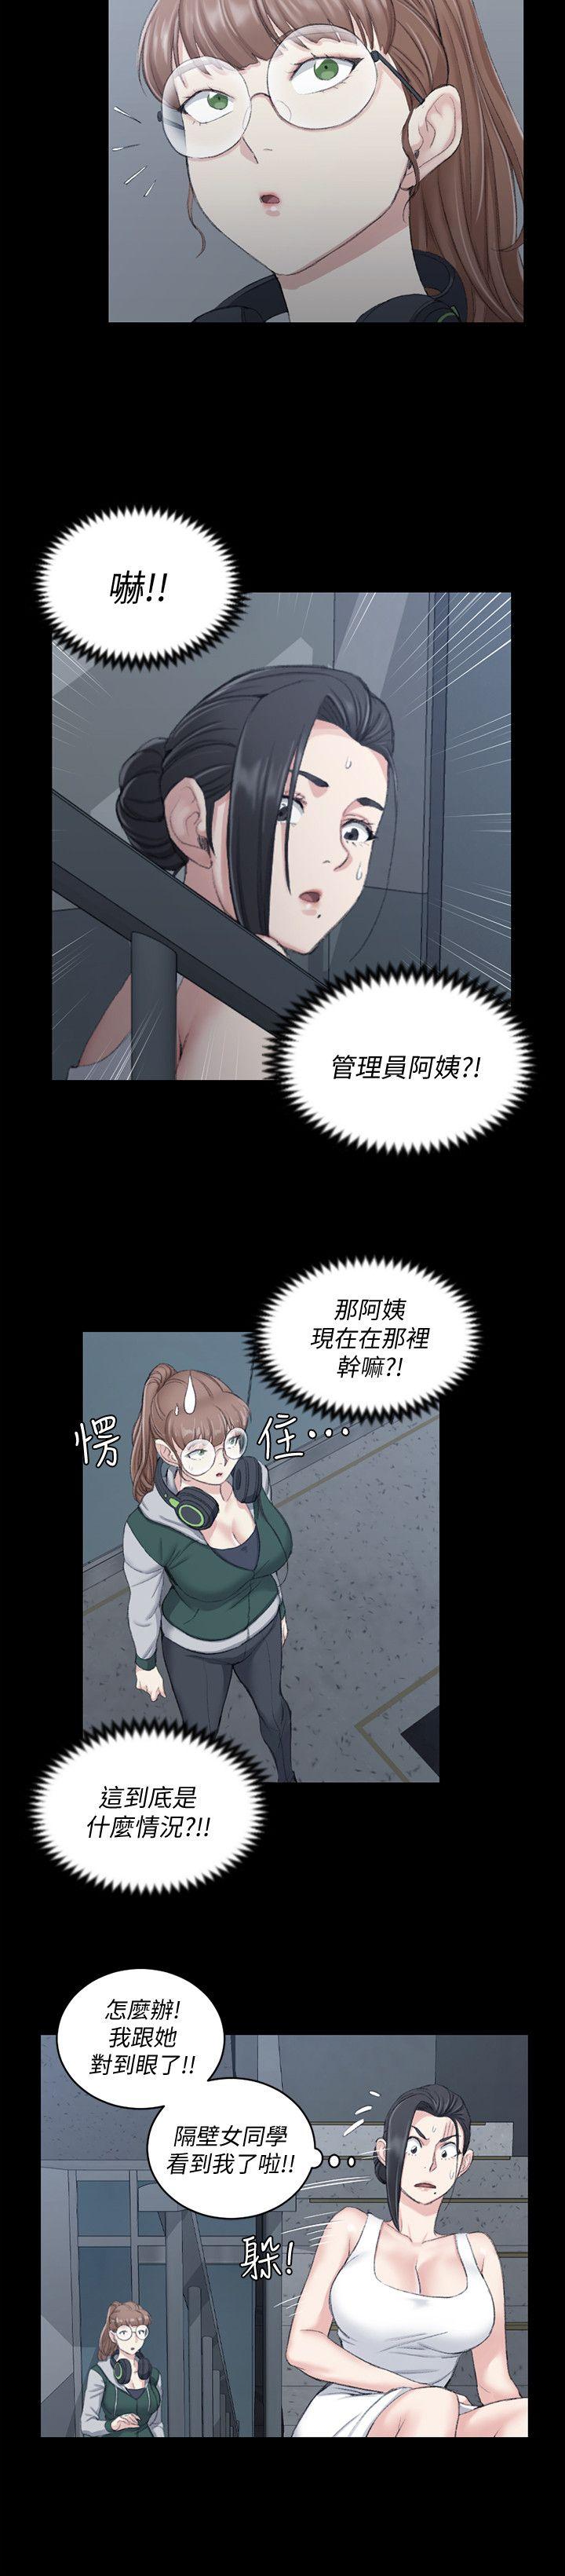 嚇!!
管理員阿姨?!
那阿姨
現在在那裡
幹嘛?!
愣住…
這到底是
什麼情況?!!
怎麼辦!
我跟她
對到眼了!!
隔壁女同學
看到我了啦!!
躲!